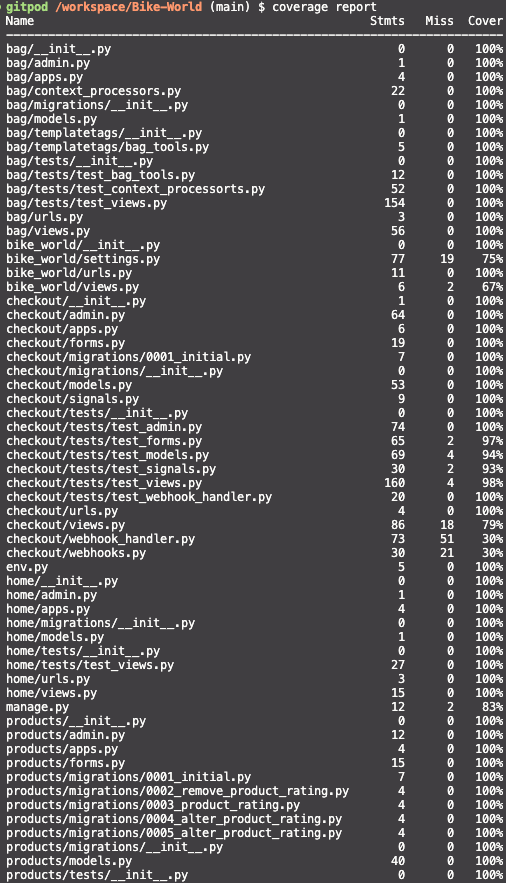 gitpod /workspace/Bike-World (main) $ coverage report
Name Stmts Miss Cover
bag/__init__.py 0 0 100%
bag/admin.py 1 0 100%
bag/apps.py 4 0 100%
bag/context_processors.py 22 0 100%
bag/migrations/__init__.py 0 0 100%
bag/models.py 1 0 100%
bag/templatetags/__init__.py 0 0 100%
bag/templatetags/bag_tools.py 5 0 100%
bag/tests/__init__.py 0 0 100%
bag/tests/test_bag_tools.py 12 0 100%
bag/tests/test_context_processorts.py 52 0 100%
bag/tests/test_views.py 154 0 100%
bag/urls.py 3 0 100%
bag/views.py 56 0 100%
bike_world/__init__.py 0 0 100%
bike_world/settings.py 77 19 75%
bike_world/urls.py 11 0 100%
bike_world/views.py 6 2 67%
checkout/__init__.py 1 0 100%
checkout/admin.py 64 0 100%
checkout/apps.py 6 0 100%
checkout/forms.py 19 0 100%
checkout/migrations/0001_initial.py 7 0 100%
checkout/migrations/__init__.py 0 0 100%
checkout/models.py 53 0 100%
checkout/signals.py 9 0 100%
checkout/tests/__init__.py 0 0 100%
checkout/tests/test_admin.py 74 0 100%
checkout/tests/test_forms.py 65 2 97%
checkout/tests/test_models.py 69 4 94%
checkout/tests/test_signals.py 30 2 93%
checkout/tests/test_views.py 160 4 98%
checkout/tests/test_webhook_handler.py 20 0 100%
checkout/urls.py 4 0 100%
checkout/views.py 86 18 79%
checkout/webhook_handler.py 73 51 30%
checkout/webhooks.py 30 21 30%
env.py 5 0 100%
home/__init__.py 0 0 100%
home/admin.py 1 0 100%
home/apps.py 4 0 100%
home/migrations/__init__.py 0 0 100%
home/models.py 1 0 100%
home/tests/__init__.py 0 0 100%
home/tests/test_views.py 27 0 100%
home/urls.py 3 0 100%
home/views.py 15 0 100%
manage.py 12 2 83%
products/__init__.py 0 0 100%
products/admin.py 12 0 100%
products/apps.py 4 0 100%
products/forms.py 15 0 100%
products/migrations/0001_initial.py 7 0 100%
products/migrations/0002_remove_product_rating.py 4 0 100%
products/migrations/0003_product_rating.py 4 0 100%
products/migrations/0004_alter_product_rating.py 4 0 100%
products/migrations/0005_alter_product_rating.py 4 0 100%
products/migrations/__init__.py 0 0 100%
products/models.py 40 0 100%
products/tests/__init__.py 0 0 100%